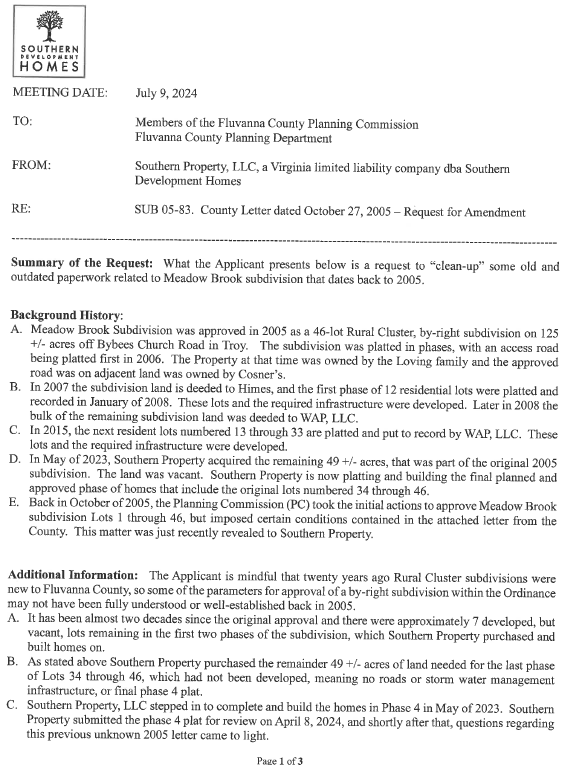 SOUTHERN
DEVELOPMENT
HOMES
MEETING DATE: July 9, 2024
TO: Members of the Fluvanna County Planning Commission
Fluvanna County Planning Department
FROM: Southern Property, LLC, a Virginia limited liability company dba Southern
Development Homes
RE: SUB 05-83. County Letter dated October 27, 2005 – Request for Amendment
Summary of the Request: What the Applicant presents below is a request to “clean-up” some old and
outdated paperwork related to Meadow Brook subdivision that dates back to 2005.
Background History:
A. Meadow Brook Subdivision was approved in 2005 as a 46-lot Rural Cluster, by-right subdivision on 125
+/- acres off Bybees Church Road in Troy. The subdivision was platted in phases, with an access road
being platted first in 2006. The Property at that time was owned by the Loving family and the approved
road was on adjacent land was owned by Cosner’s.
B. In 2007 the subdivision land is deeded to Himes, and the first phase of 12 residential lots were platted and
recorded in January of 2008. These lots and the required infrastructure were developed. Later in 2008 the
bulk of the remaining subdivision land was deeded to WAP, LLC.
C. In 2015, the next resident lots numbered 13 through 33 are platted and put to record by WAP, LLC. These
lots and the required infrastructure were developed.
D. In May of 2023, Southern Property acquired the remaining 49 +/- acres, that was part of the original 2005
subdivision. The land was vacant. Southern Property is now platting and building the final planned and
approved phase of homes that include the original lots numbered 34 through 46.
E. Back in October of 2005, the Planning Commission (PC) took the initial actions to approve Meadow Brook
subdivision Lots 1 through 46, but imposed certain conditions contained in the attached letter from the
County. This matter was just recently revealed to Southern Property.
Additional Information: The Applicant is mindful that twenty years ago Rural Cluster subdivisions were
new to Fluvanna County, so some of the parameters for approval of a by-right subdivision within the Ordinance
may not have been fully understood or well-established back in 2005.
A. It has been almost two decades since the original approval and there were approximately 7 developed, but
vacant, lots remaining in the first two phases of the subdivision, which Southern Property purchased and
built homes on.
B. As stated above Southern Property purchased the remainder 49 +/- acres of land needed for the last phase
of Lots 34 through 46, which had not been developed, meaning no roads or storm water management
infrastructure, or final phase 4 plat.
C. Southern Property, LLC stepped in to complete and build the homes in Phase 4 in May of 2023. Southern
Property submitted the phase 4 plat for review on April 8, 2024, and shortly after that, questions regarding
this previous unknown 2005 letter came to light.
Page 1 of 3